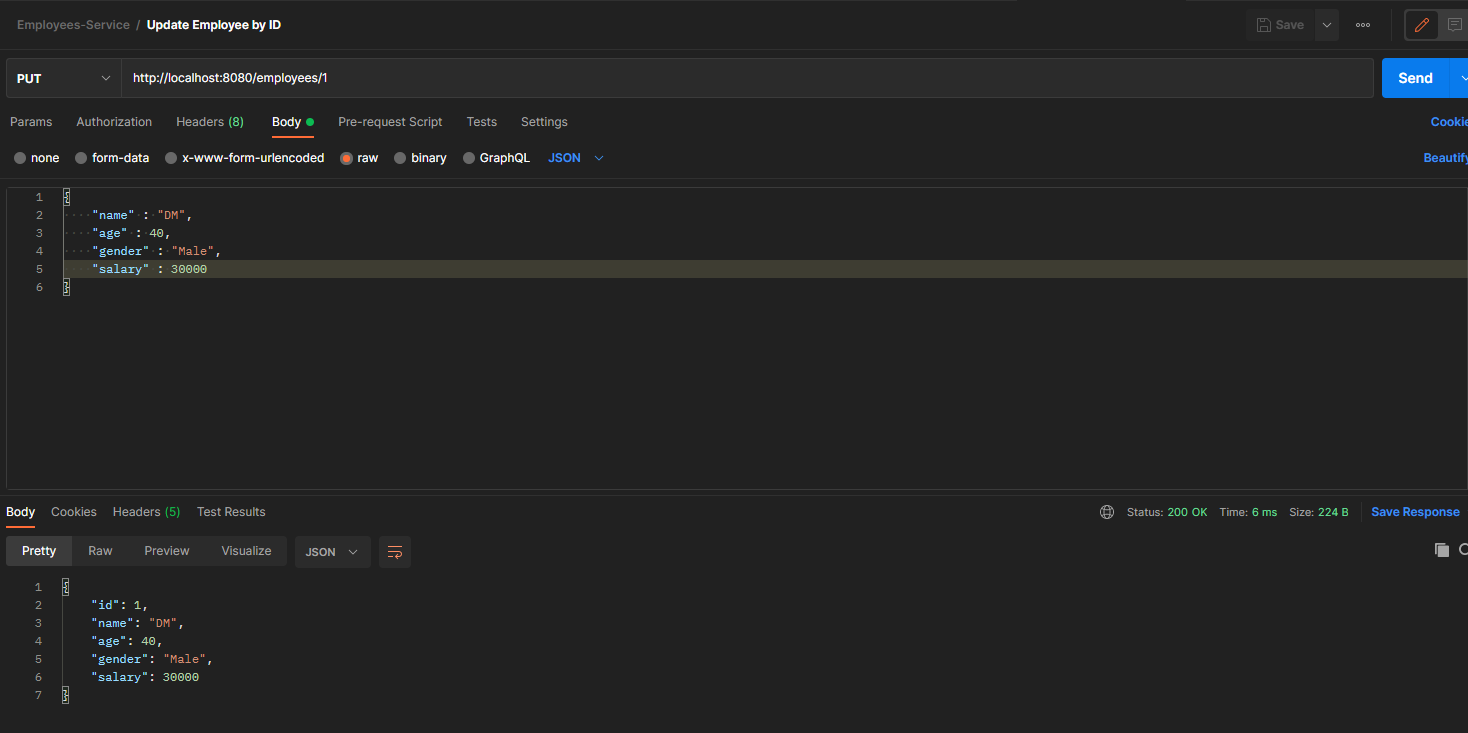 Employees-Service / Update Employee by ID
Save
PUT http://localhost:8080/employees/1 Send
Params Authorization Headers (8) Body Pre-request Script Tests Settings Cookie
none form-data x-www-form-urlencoded raw binary GraphQL JSON Beautify
1 {
2 "name" : "DM",
3 "age" : 40,
4 "gender" : "Male",
5 "salary" : 30000
6 }
Body Cookies Headers (5) Test Results Status: 200 OK Time: 6 ms Size: 224 B Save Response
Pretty Raw Preview Visualize JSON
1 {
2 "id": 1,
3 "name": "DM",
4 "age": 40,
5 "gender": "Male",
6 "salary": 30000
7 }